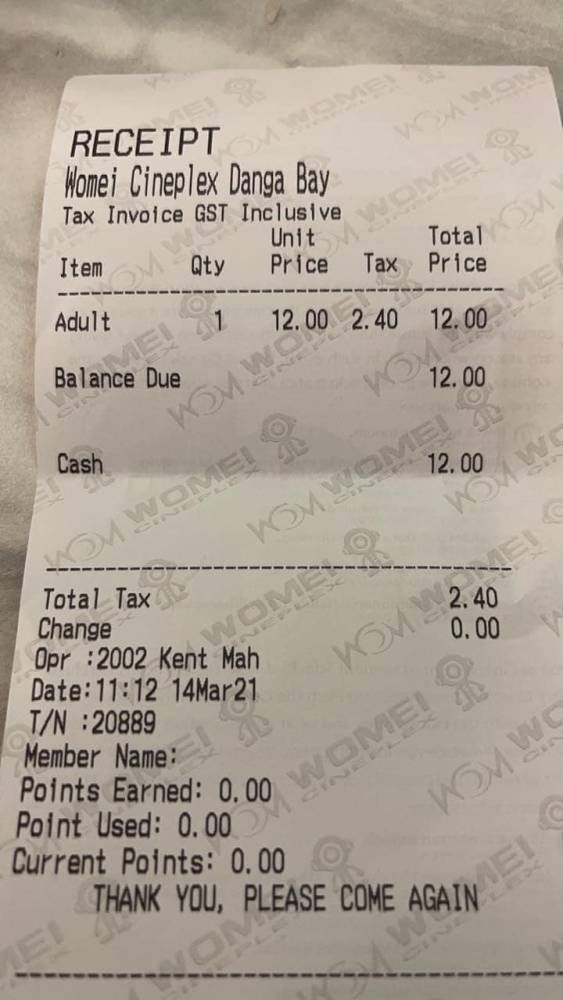 RECEIPT
Womei Cineplex Danga Bay
Tax Invoice GST Inclusive
Unit Total
Item Qty Price Tax Price
Adult 1 12.00 2.40 12.00
Balance Due 12.00
Cash 12.00
Total Tax 2.40
Change 0.00
Opr :2002 Kent Mah
Date:11:12 14Mar21
T/N :20889
Member Name:
Points Earned: 0.00
Point Used: 0.00
Current Points: 0.00
THANK YOU, PLEASE COME AGAIN
WOMEI
CINEPLEX